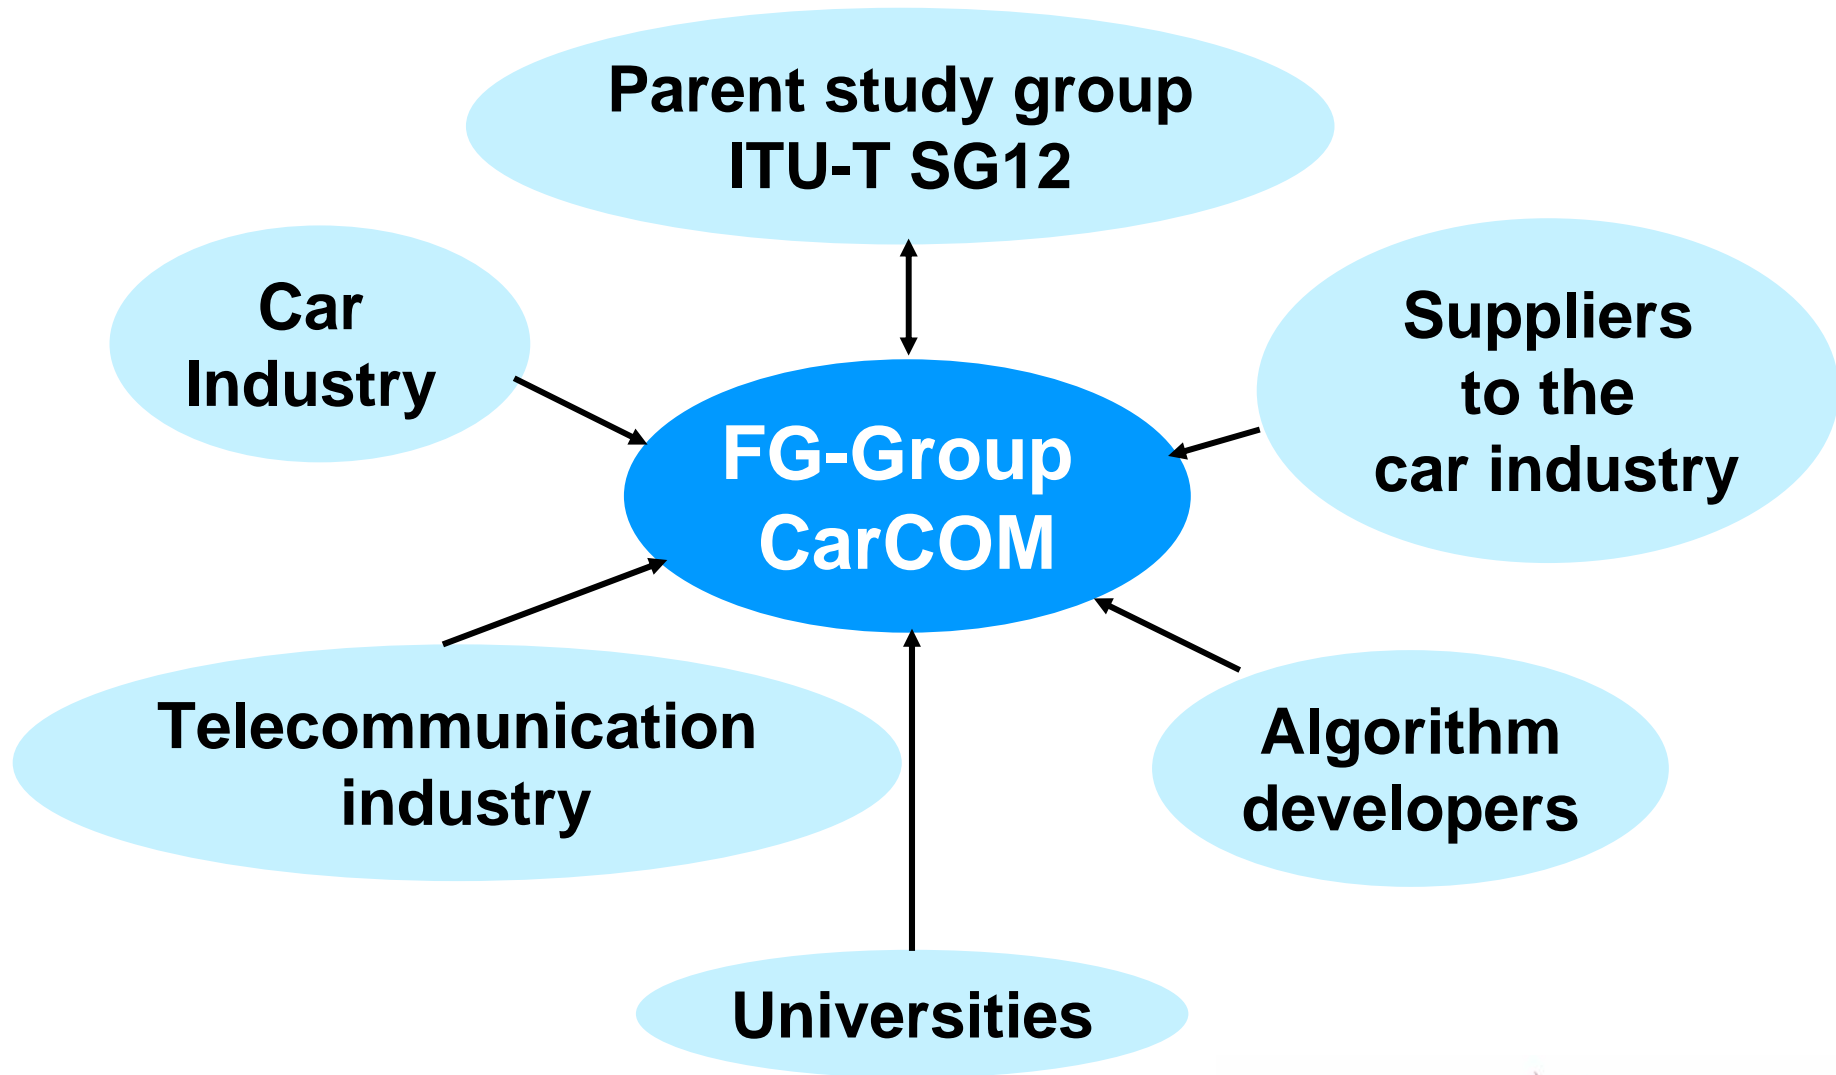 Parent study group
ITU-T SG12
Car
Industry
Suppliers
to the
car industry
FG-Group
CarCOM
Telecommunication
industry
Algorithm
developers
Universities